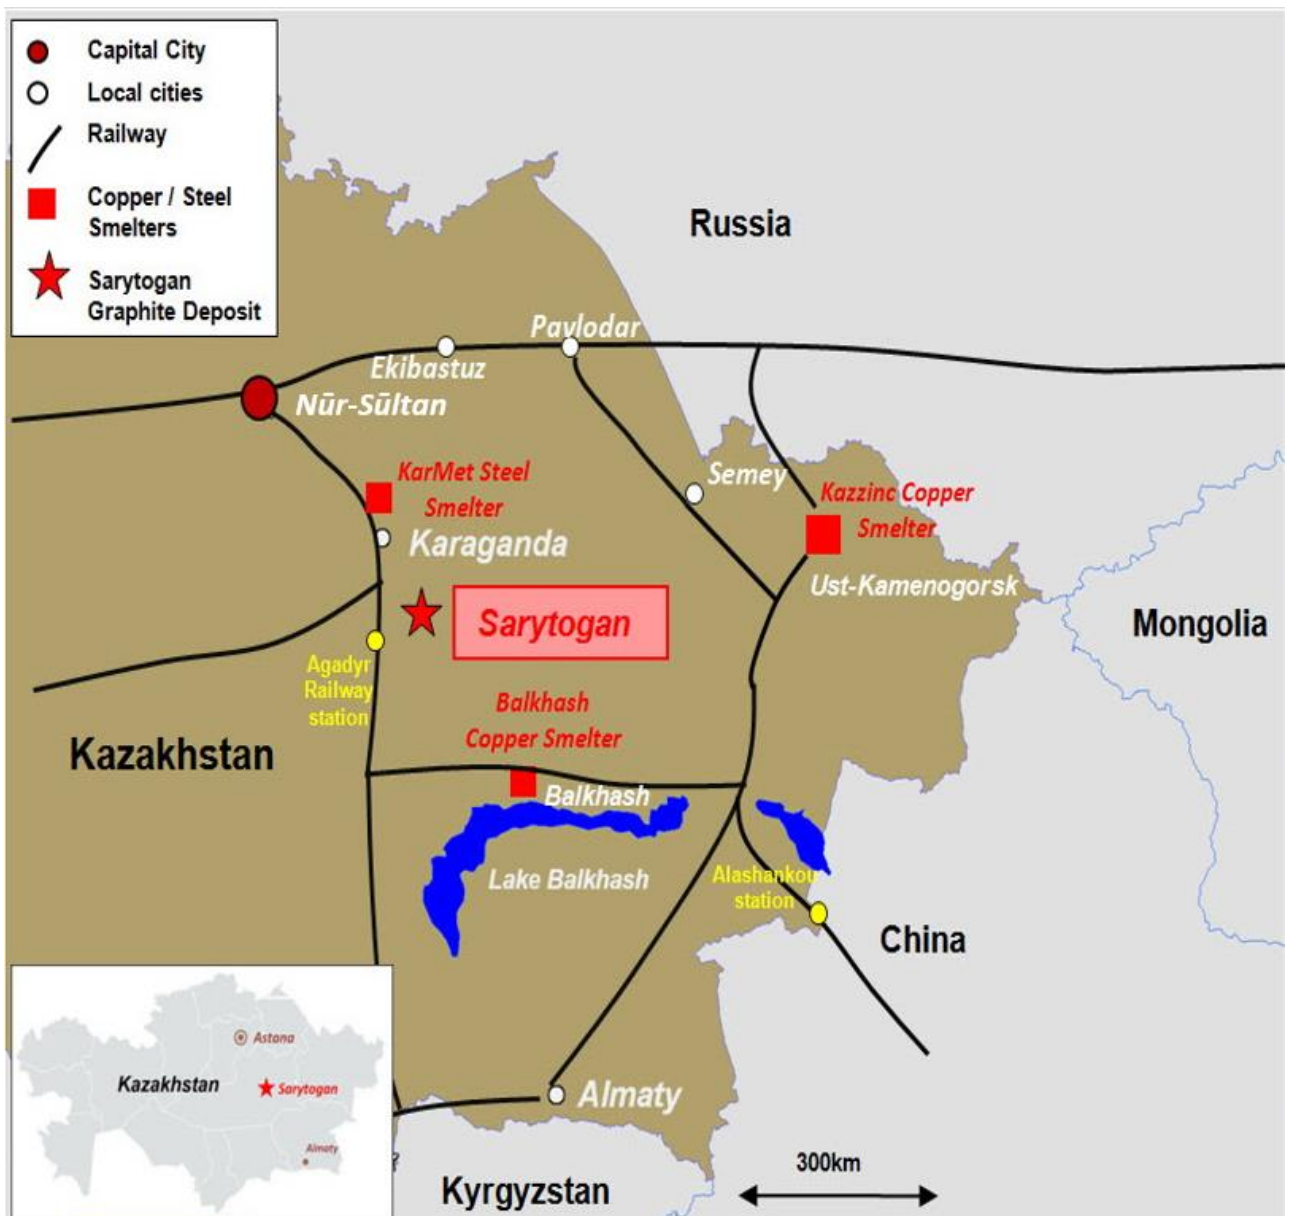 Capital City
Local cities
Railway
Copper / Steel
Smelters
Sarytogan
Graphite Deposit
Russia
Pavlodar
Ekibastuz
Nūr-Sūltan
KarMet Steel
Smelter
Semey
Kazzinc Copper
Smelter
Karaganda
Ust-Kamenogorsk
Sarytogan
Mongolia
Agadyr
Railway
station
Balkhash
Copper Smelter
Kazakhstan
Balkhash
Lake Balkhash
Alashankou
station
China
Astana
Kazakhstan
Sarytogan
Almaty
Almaty
300km
Kyrgyzstan